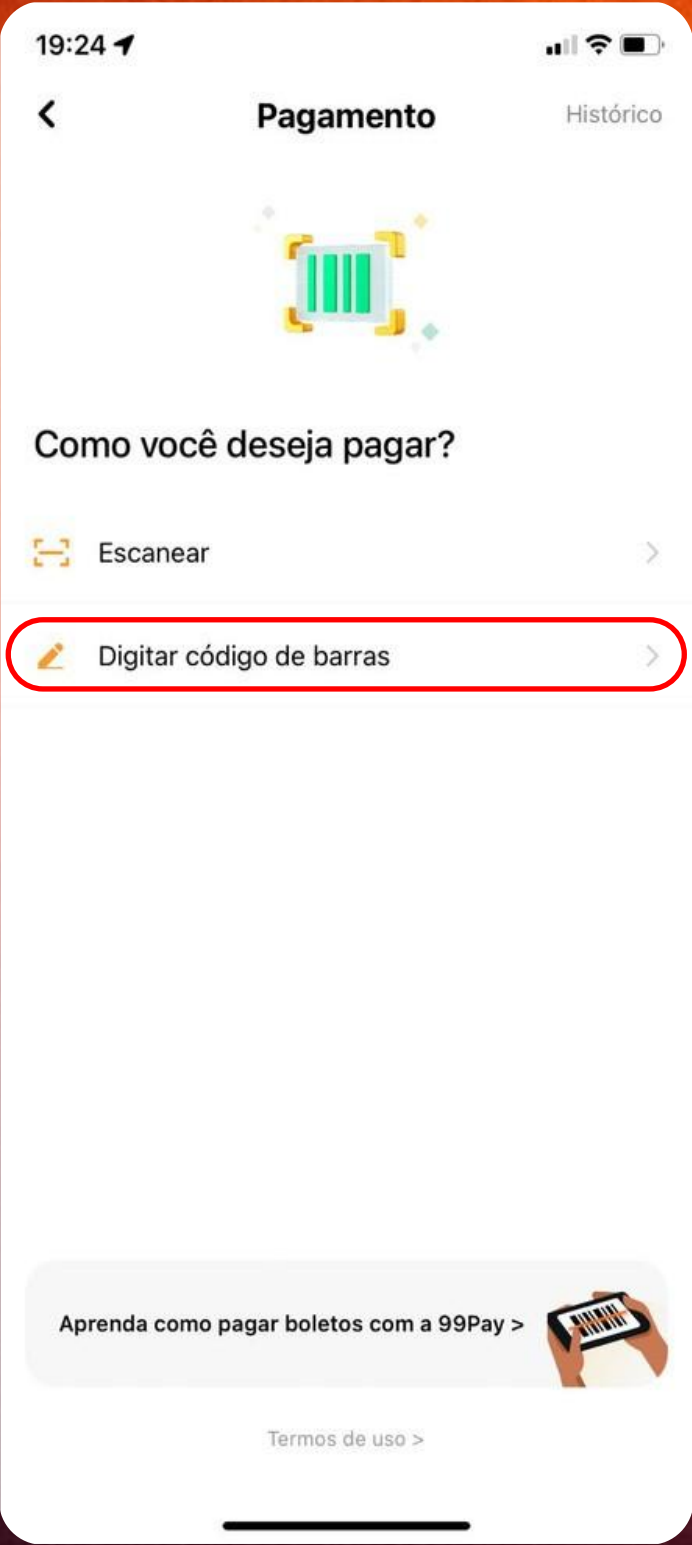 19:24
Pagamento
Histórico
Como você deseja pagar?
Escanear
Digitar código de barras
Aprenda como pagar boletos com a 99Pay >
Termos de uso >